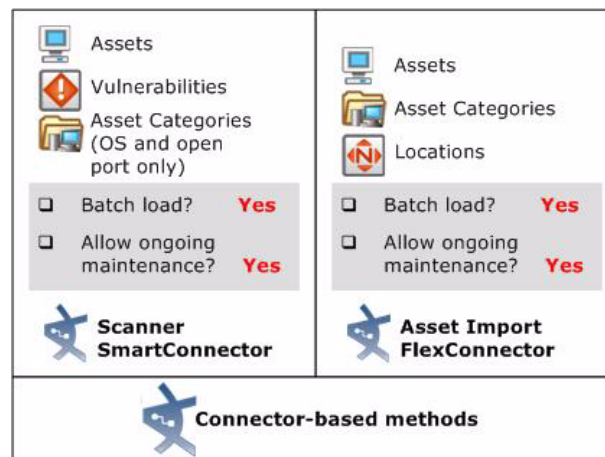 Assets
Vulnerabilities
Asset Categories
(OS and open
port only)
Batch load? Yes
Allow ongoing
maintenance? Yes
Scanner
SmartConnector
Assets
Asset Categories
N
Locations
Batch load? Yes
Allow ongoing
maintenance? Yes
Asset Import
FlexConnector
Connector-based methods